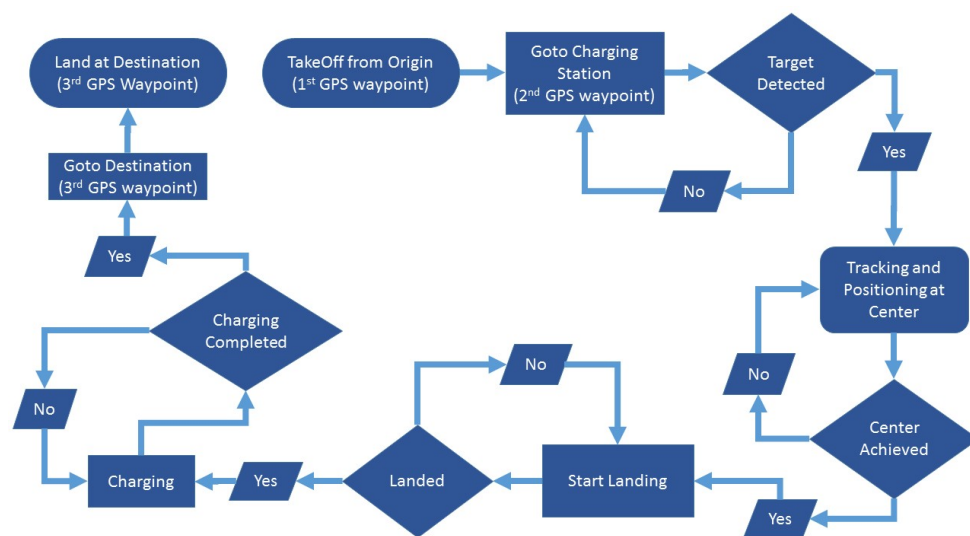 Land at Destination
(3rd GPS Waypoint)
TakeOff from Origin
(1st GPS waypoint)
Goto Charging
Station
(2nd GPS waypoint)
Target
Detected
Yes
No
Goto Destination
(3rd GPS waypoint)
Yes
Tracking and
Positioning at
Center
Charging
Completed
No
No
No
Center
Achieved
Charging
Yes
Landed
Start Landing
Yes